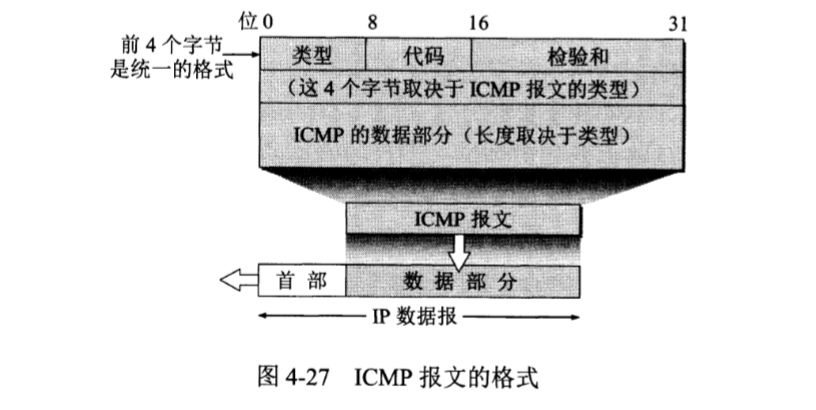 位 0 8 16 31
前 4 个字节
是统一的格式
类型 代码 检验和
(这 4 个字节取决于 ICMP 报文的类型)
ICMP 的数据部分（长度取决于类型）
ICMP 报文
首 部 数 据 部 分
IP 数据报
图 4-27 ICMP 报文的格式